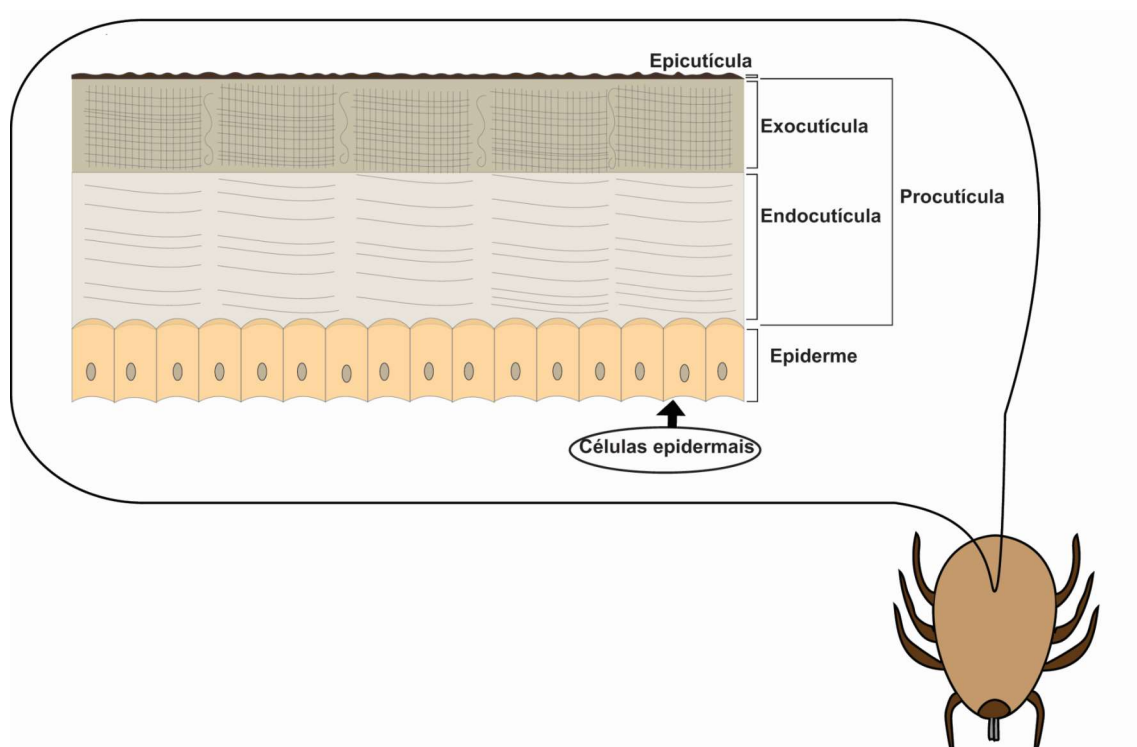 Epicutícula
Exocutícula
Procutícula
Endocutícula
Epiderme
Células epidermais